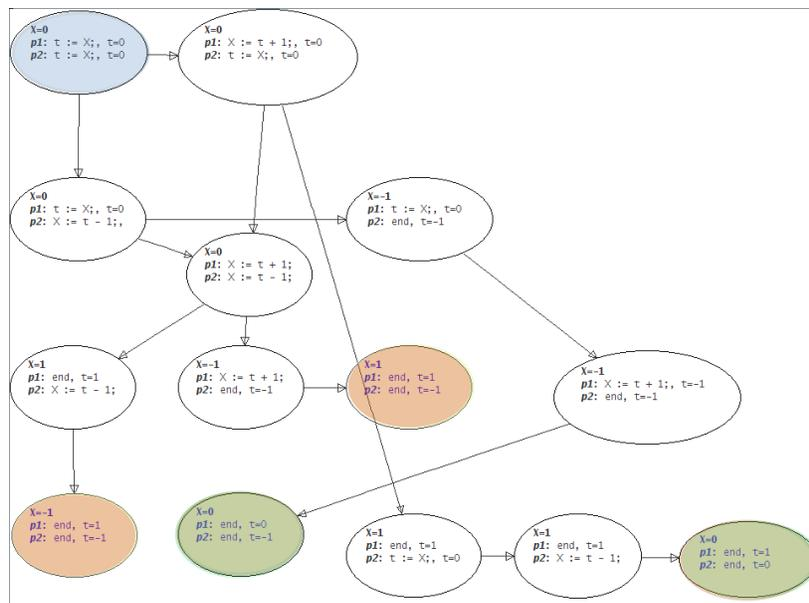 X=0
p1: t := X;, t=0
p2: t := X;, t=0
X=0
p1: X := t + 1;, t=0
p2: t := X;, t=0
X=0
p1: t := X;, t=0
p2: X := t - 1;,
X=-1
p1: t := X;, t=0
p2: end, t=-1
X=0
p1: X := t + 1;
p2: X := t - 1;
X=1
p1: end, t=1
p2: X := t - 1;
X=-1
p1: X := t + 1;
p2: end, t=-1
X=1
p1: end, t=1
p2: end, t=-1
X=-1
p1: X := t + 1;, t=-1
p2: end, t=-1
X=-1
p1: end, t=1
p2: end, t=-1
X=0
p1: end, t=0
p2: end, t=-1
X=1
p1: end, t=1
p2: t := X;, t=0
X=1
p1: end, t=1
p2: X := t - 1;
X=0
p1: end, t=1
p2: end, t=0